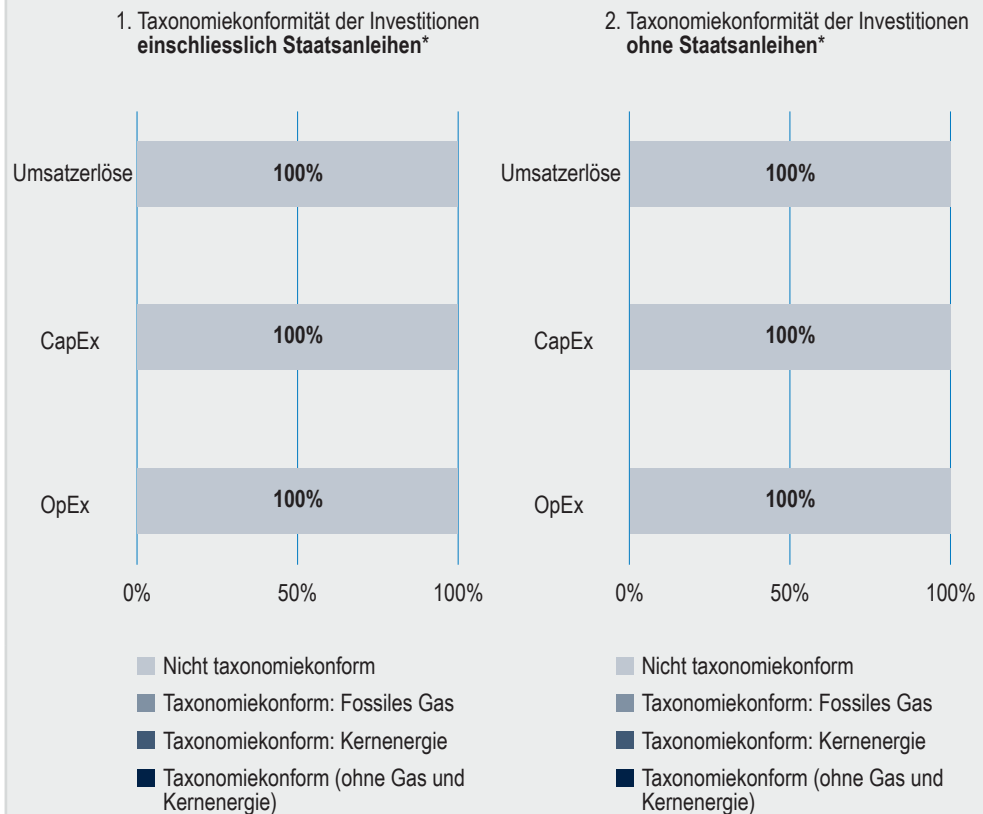 1. Taxonomiekonformität der Investitionen
einschliesslich Staatsanleihen*
Umsatzerlöse
100%
CapEx
100%
OpEx
100%
0% 50% 100%
Nicht taxonomiekonform
Taxonomiekonform: Fossiles Gas
Taxonomiekonform: Kernenergie
Taxonomiekonform (ohne Gas und
Kernenergie)
2. Taxonomiekonformität der Investitionen
ohne Staatsanleihen*
Umsatzerlöse
100%
CapEx
100%
OpEx
100%
0% 50% 100%
Nicht taxonomiekonform
Taxonomiekonform: Fossiles Gas
Taxonomiekonform: Kernenergie
Taxonomiekonform (ohne Gas und
Kernenergie)